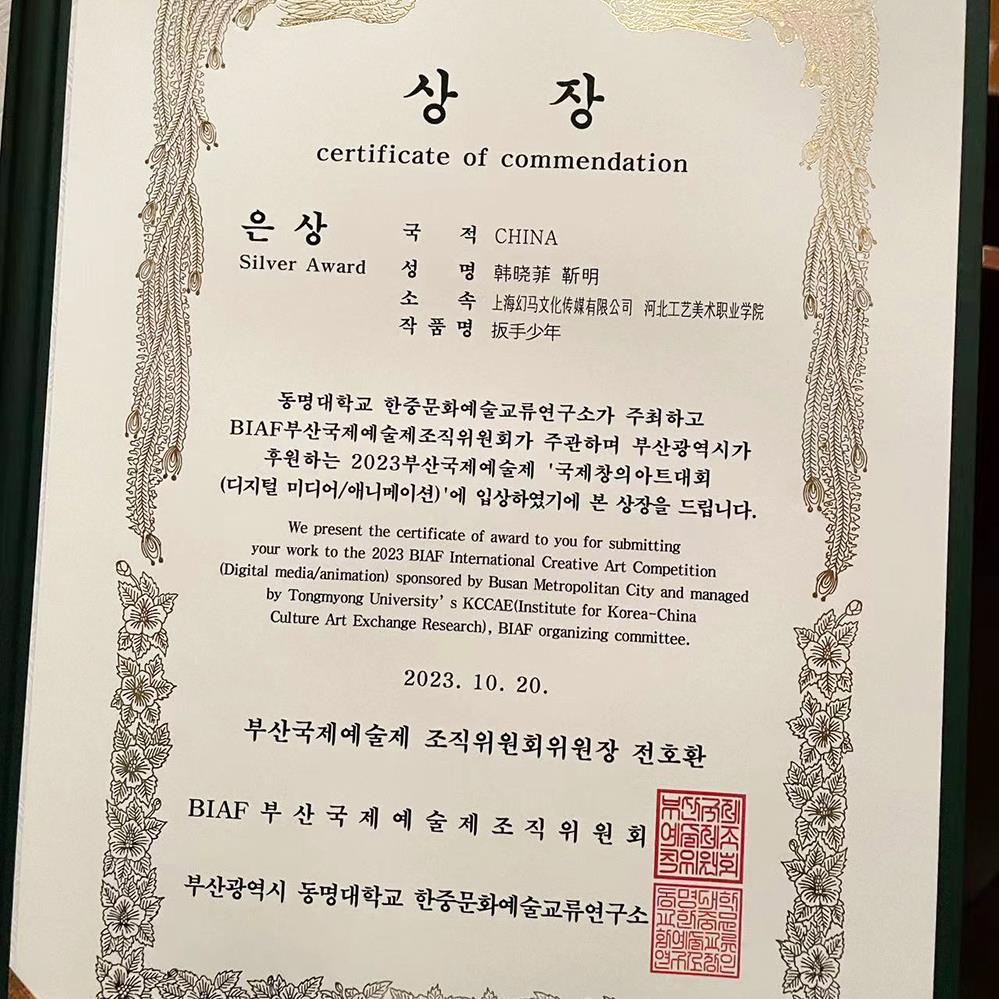 상 장
certificate of commendation
은 상
Silver Award
국 적 CHINA
성 명 韩晓菲 靳明
소 속 上海幻马文化传媒有限公司 河北工艺美术职业学院
작 품 명 扳手少年
동명대학교 한중문화예술교류연구소가 주최하고
BIAF부산국제예술제조직위원회가 주관하며 부산광역시가
후원하는 2023부산국제예술제 '국제창의아트대회
(디지털 미디어/애니메이션)'에 입상하였기에 본 상장을 드립니다.
We present the certificate of award to you for submitting
your work to the 2023 BIAF International Creative Art Competition
(Digital media/animation) sponsored by Busan Metropolitan City and managed
by Tongmyong University's KCCAE(Institute for Korea-China
Culture Art Exchange Research), BIAF organizing committee.
2023. 10. 20.
부산국제예술제 조직위원회위원장 전호환
BIAF 부 산 국 제 예 술 제 조 직 위 원 회
부산광역시 동명대학교 한중문화예술교류연구소